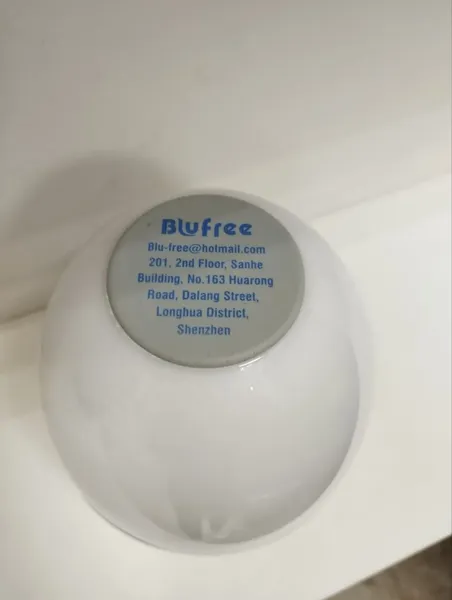 Blufree
Blu-free@hotmail.com
201, 2nd Floor, Sanhe
Building, No.163 Huarong
Road, Dalang Street,
Longhua District,
Shenzhen